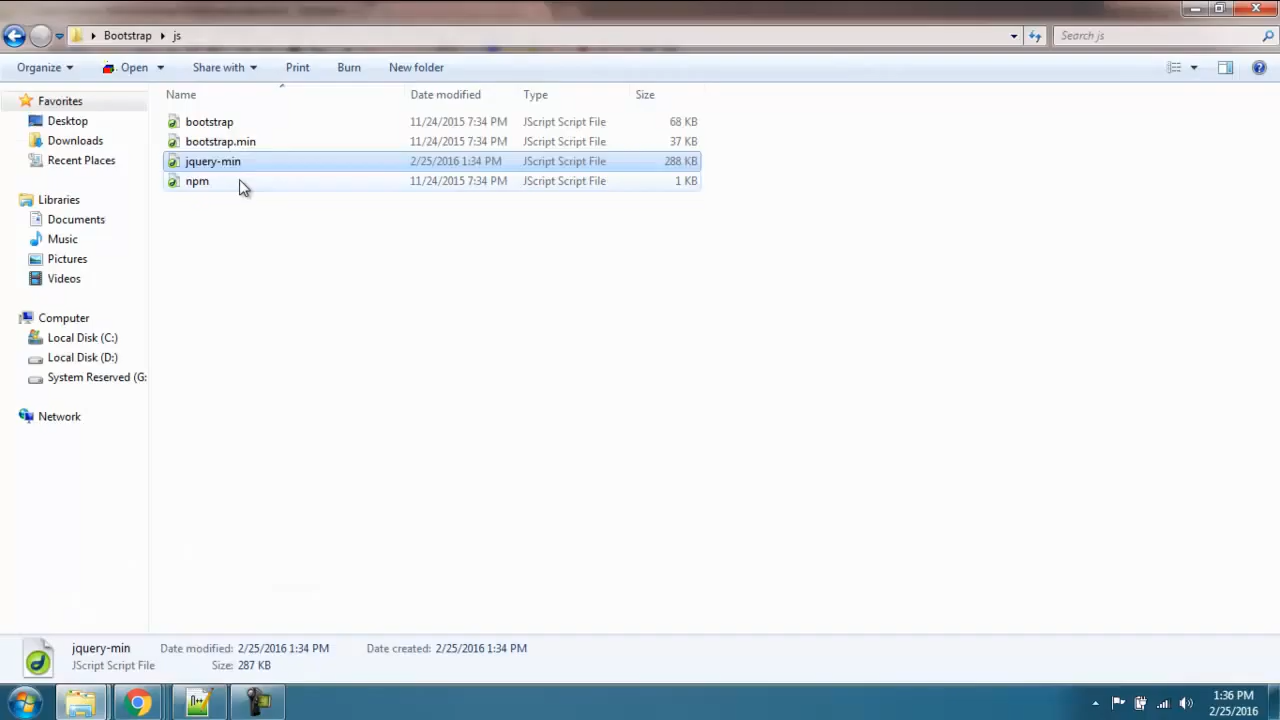 Bootstrap js
Search js
Organize Open Share with Print Burn New folder
Name Date modified Type Size
Favorites
Desktop
Downloads
Recent Places
Libraries
Documents
Music
Pictures
Videos
Computer
Local Disk (C:)
Local Disk (D:)
System Reserved (G:
Network
bootstrap 11/24/2015 7:34 PM JScript Script File 68 KB
bootstrap.min 11/24/2015 7:34 PM JScript Script File 37 KB
jquery-min 2/25/2016 1:34 PM JScript Script File 288 KB
npm 11/24/2015 7:34 PM JScript Script File 1 KB
jquery-min Date modified: 2/25/2016 1:34 PM Date created: 2/25/2016 1:34 PM
JScript Script File Size: 287 KB
1:36 PM
2/25/2016